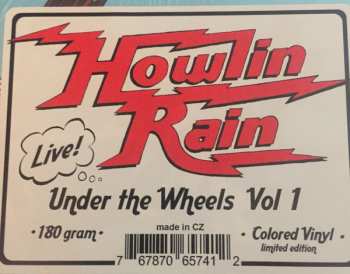 Howlin
Rain
Live!
Under the Wheels Vol 1
• 180 gram •
made in CZ
• Colored Vinyl •
limited edition
7 67870 65741 2